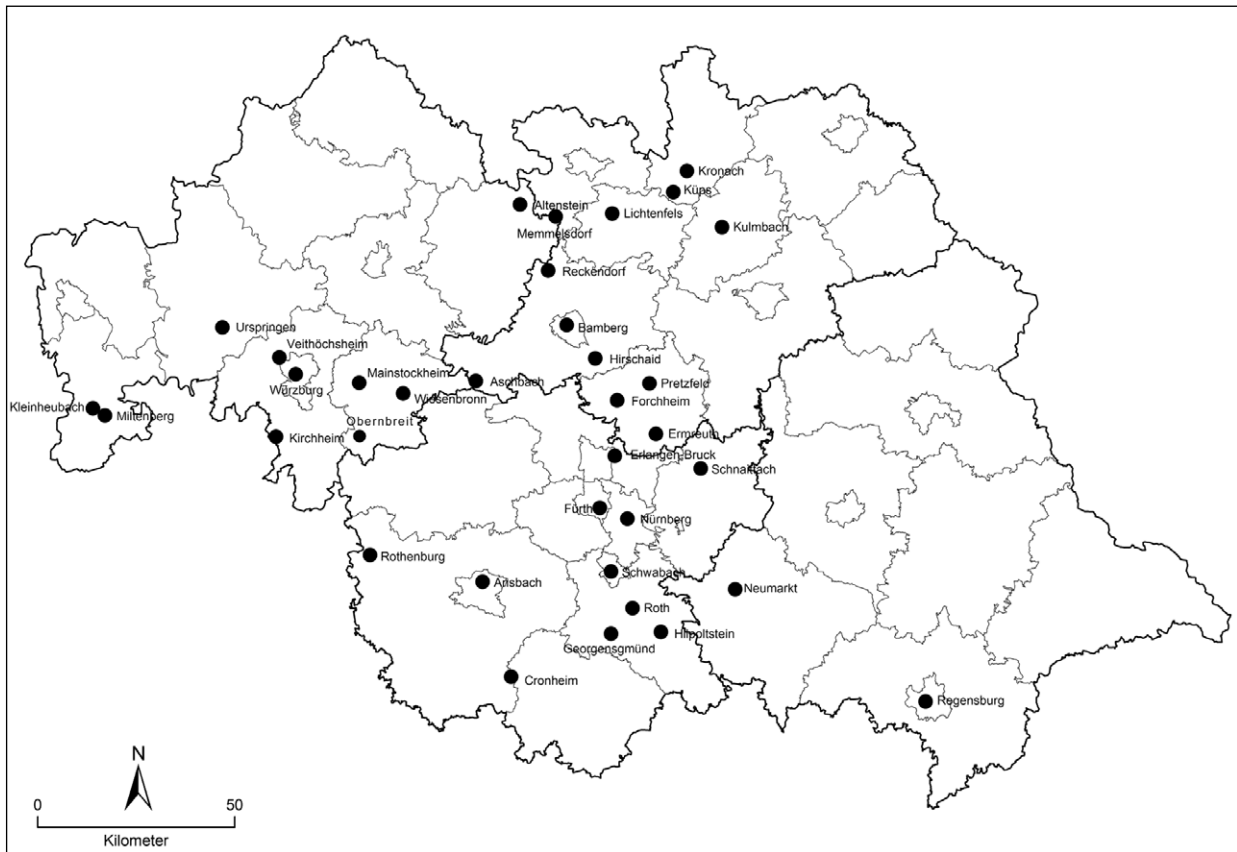 Kronach
Küps
Altenstein
Lichtenfels
Memmelsdorf
Kulmbach
Reckendorf
Bamberg
Urspringen
Veithöchsheim
Hirschaid
Mainstockheim
Aschbach
Pretzfeld
Würzburg
Wiesenbronn
Forchheim
Kleinheubach
Miltenberg
Obernbreit
Kirchheim
Ermreuth
Erlangen-Bruck
Schnaittach
Fürth
Nürnberg
Rothenburg
Schwabach
Ansbach
Neumarkt
Roth
Hilpoltstein
Georgensgmünd
Cronheim
Regensburg
N
0 50
Kilometer